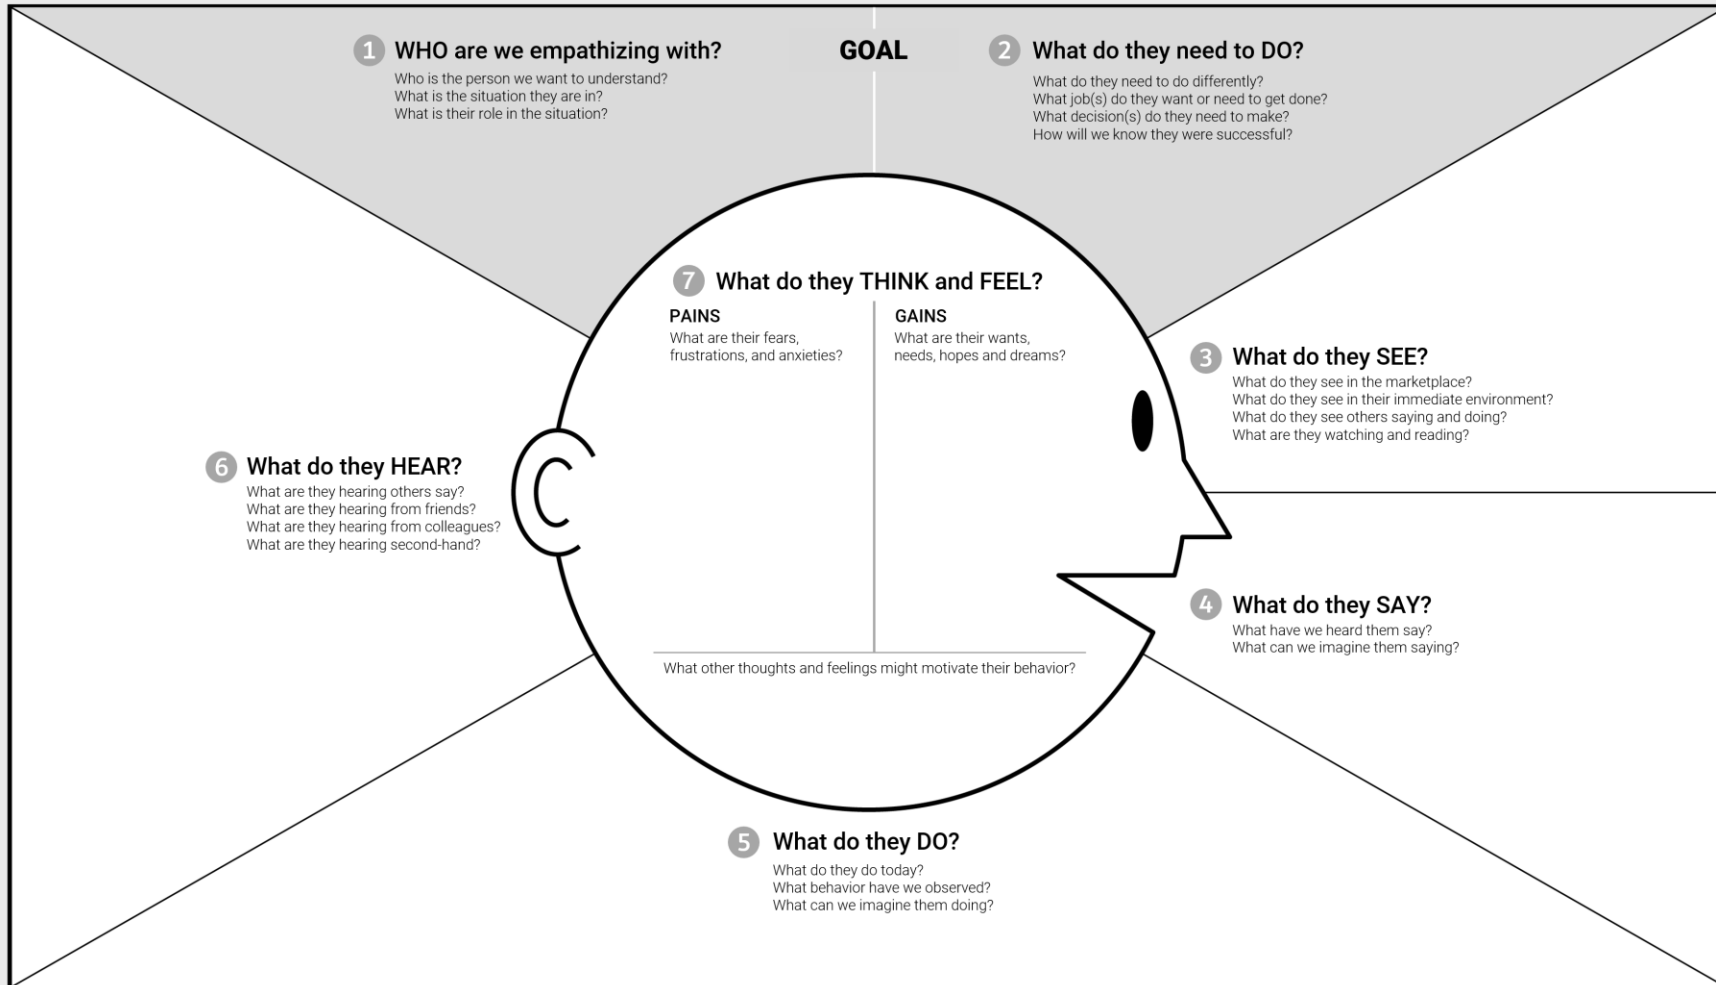 GOAL
1 WHO are we empathizing with?
Who is the person we want to understand?
What is the situation they are in?
What is their role in the situation?
2 What do they need to DO?
What do they need to do differently?
What job(s) do they want or need to get done?
What decision(s) do they need to make?
How will we know they were successful?
3 What do they SEE?
What do they see in the marketplace?
What do they see in their immediate environment?
What do they see others saying and doing?
What are they watching and reading?
4 What do they SAY?
What have we heard them say?
What can we imagine them saying?
5 What do they DO?
What do they do today?
What behavior have we observed?
What can we imagine them doing?
6 What do they HEAR?
What are they hearing others say?
What are they hearing from friends?
What are they hearing from colleagues?
What are they hearing second-hand?
7 What do they THINK and FEEL?
PAINS
What are their fears,
frustrations, and anxieties?
GAINS
What are their wants,
needs, hopes and dreams?
What other thoughts and feelings might motivate their behavior?